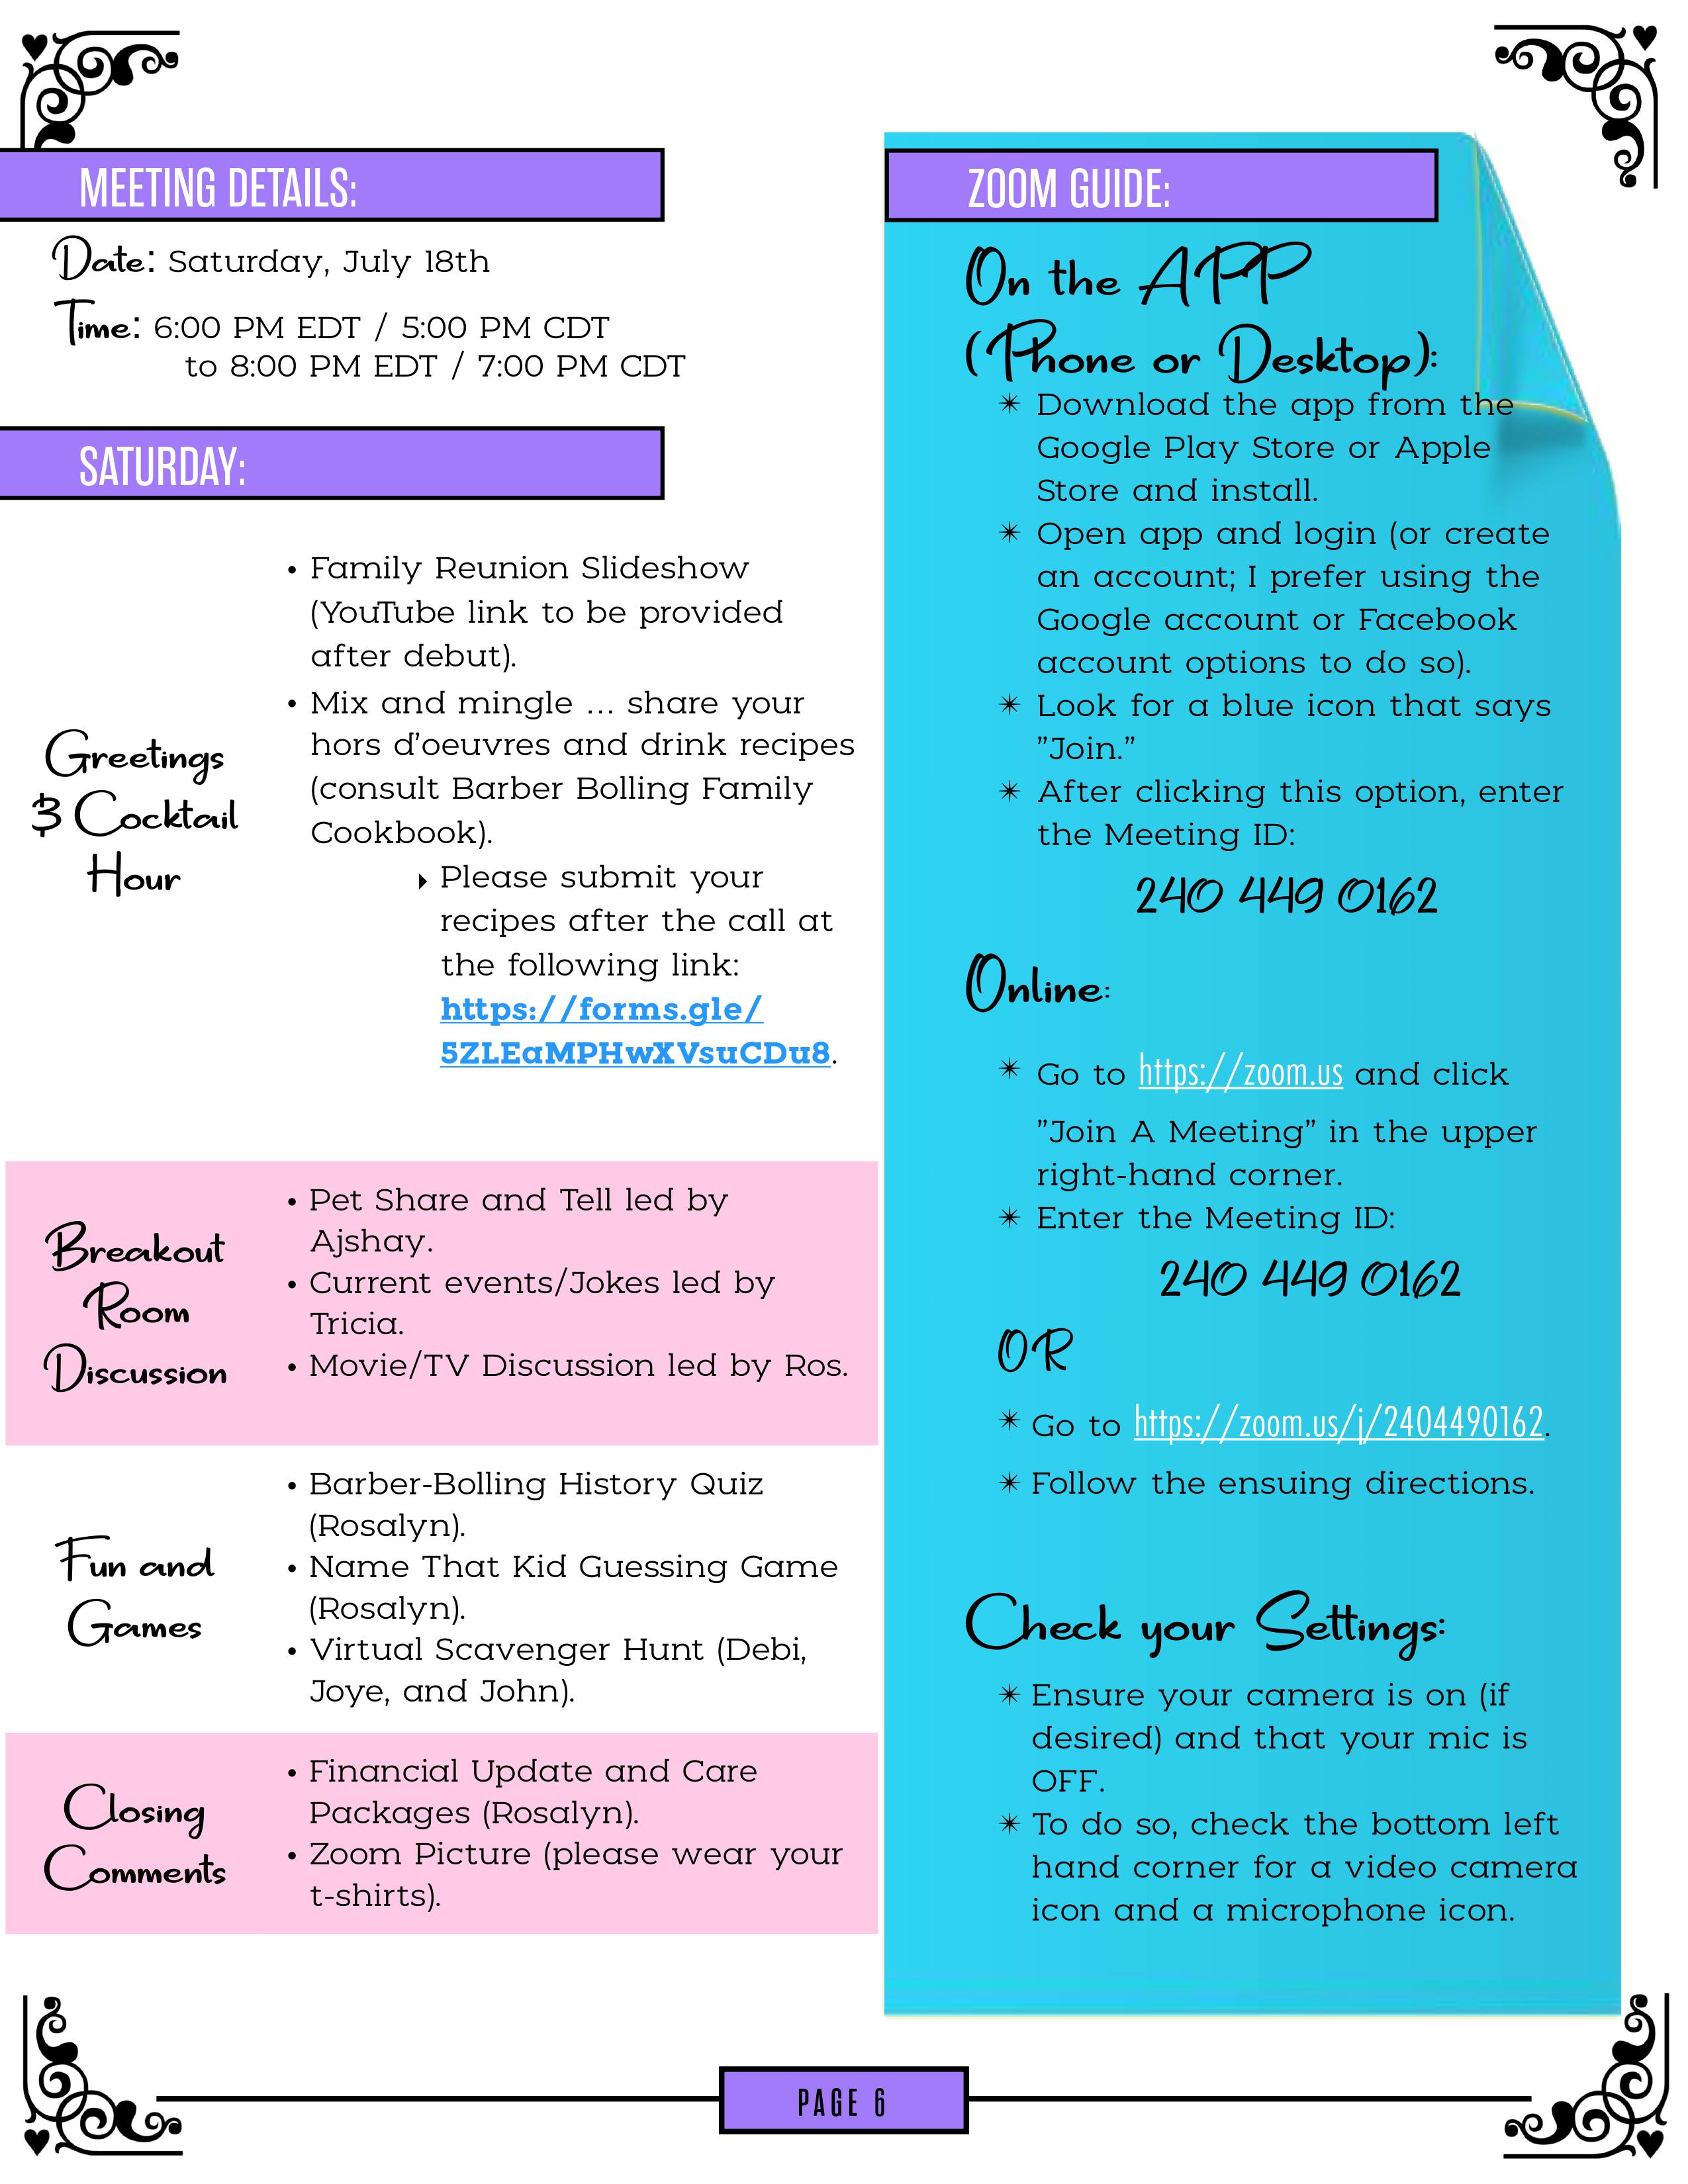 MEETING DETAILS:
Date: Saturday, July 18th
Time: 6:00 PM EDT / 5:00 PM CDT
to 8:00 PM EDT / 7:00 PM CDT
SATURDAY:
Greetings
& Cocktail
Hour
• Family Reunion Slideshow
(YouTube link to be provided
after debut).
• Mix and mingle ... share your
hors d'oeuvres and drink recipes
(consult Barber Bolling Family
Cookbook).
‣ Please submit your
recipes after the call at
the following link:
https://forms.gle/
5ZLEaMPHwXVsuCDu8.
Breakout
Room
Discussion
• Pet Share and Tell led by
Ajshay.
• Current events/Jokes led by
Tricia.
• Movie/TV Discussion led by Ros.
Fun and
Games
• Barber-Bolling History Quiz
(Rosalyn).
• Name That Kid Guessing Game
(Rosalyn).
• Virtual Scavenger Hunt (Debi,
Joye, and John).
Closing
Comments
• Financial Update and Care
Packages (Rosalyn).
• Zoom Picture (please wear your
t-shirts).
ZOOM GUIDE:
On the APP
(Phone or Desktop):
✴ Download the app from the
Google Play Store or Apple
Store and install.
✴ Open app and login (or create
an account; I prefer using the
Google account or Facebook
account options to do so).
✴ Look for a blue icon that says
”Join.”
✴ After clicking this option, enter
the Meeting ID:
240 449 0162
Online:
✴ Go to https://zoom.us and click
”Join A Meeting” in the upper
right-hand corner.
✴ Enter the Meeting ID:
240 449 0162
OR
✴ Go to https://zoom.us/j/2404490162.
✴ Follow the ensuing directions.
Check your Settings:
✴ Ensure your camera is on (if
desired) and that your mic is
OFF.
✴ To do so, check the bottom left
hand corner for a video camera
icon and a microphone icon.
PAGE 6